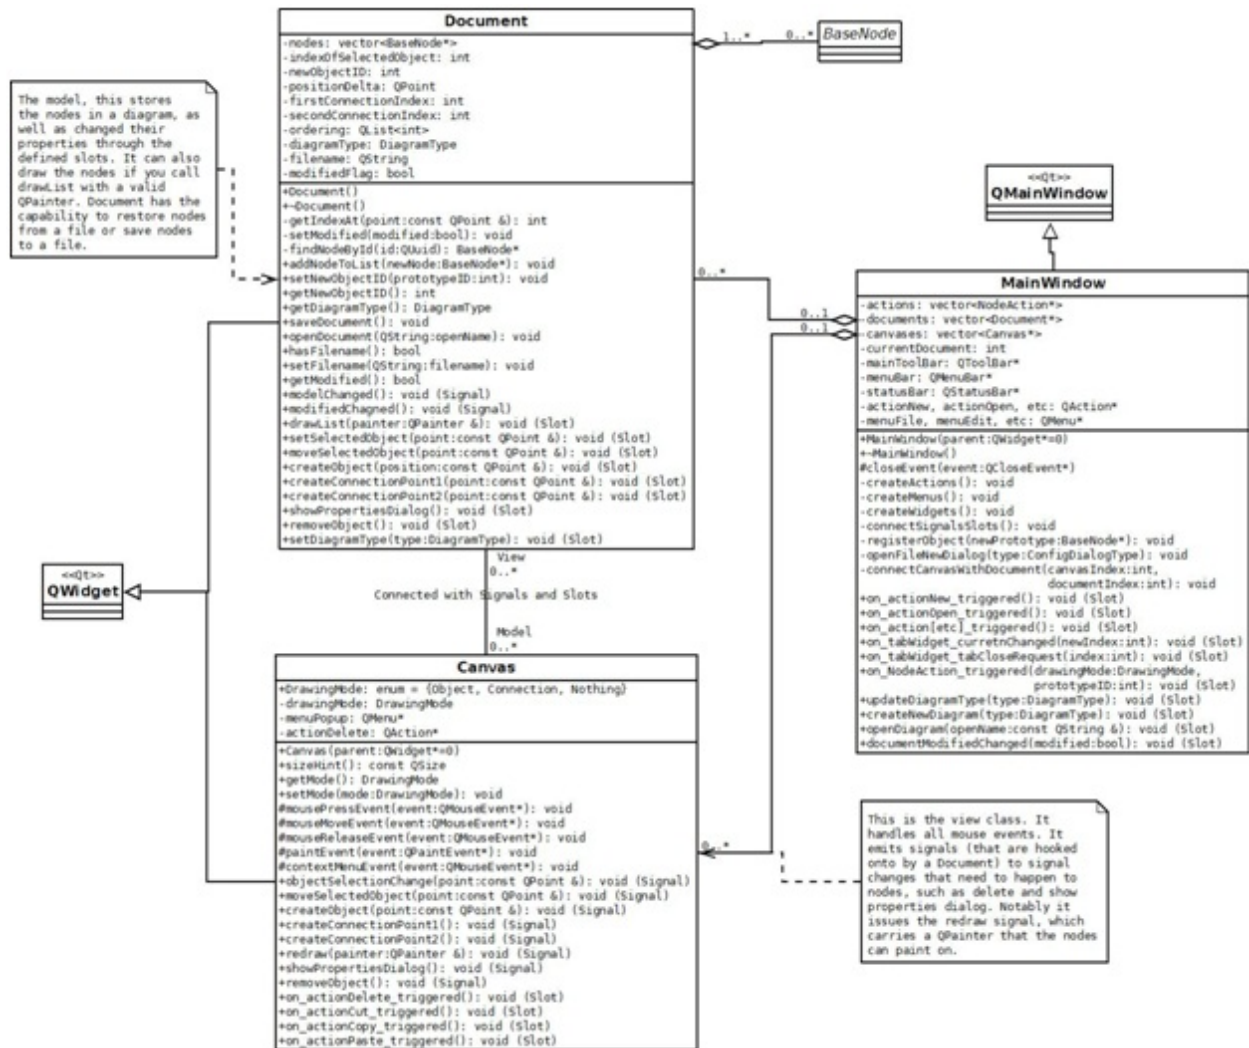 Document
-nodes: vector<BaseNode*>
-indexOfSelectedObject: int
-newObjectID: int
-positionDelta: QPoint
-firstConnectionIndex: int
-secondConnectionIndex: int
-ordering: QList<int>
-diagramType: DiagramType
-filename: QString
-modifiedFlag: bool
+Document()
+~Document()
-getIndexAt(point:const QPoint &): int
-setModified(modified:bool): void
-findNodeById(id:QUuid): BaseNode*
+addNodeToList(newNode:BaseNode*): void
+setNewObjectID(prototypeID:int): void
+getNewObjectID(): int
+getDiagramType(): DiagramType
+saveDocument(): void
+openDocument(QString:openName): void
+hasFilename(): bool
+setFilename(QString:filename): void
+getModified(): bool
+modelChanged(): void (Signal)
+modifiedChagned(): void (Signal)
+drawList(painter:QPainter &): void (Slot)
+setSelectedObject(point:const QPoint &): void (Slot)
+moveSelectedObject(point:const QPoint &): void (Slot)
+createObject(position:const QPoint &): void (Slot)
+createConnectionPoint1(point:const QPoint &): void (Slot)
+createConnectionPoint2(point:const QPoint &): void (Slot)
+showPropertiesDialog(): void (Slot)
+removeObject(): void (Slot)
+setDiagramType(type:DiagramType): void (Slot)
1..*
0..*
BaseNode
The model, this stores
the nodes in a diagram, as
well as changed their
properties through the
defined slots. It can also
draw the nodes if you call
drawList with a valid
QPainter. Document has the
capability to restore nodes
from a file or save nodes
to a file.
<<Qt>>
QMainWindow
0..*
0..1
0..1
MainWindow
-actions: vector<NodeAction*>
-documents: vector<Document*>
-canvases: vector<Canvas*>
-currentDocument: int
-mainToolBar: QToolBar*
-menuBar: QMenuBar*
-statusBar: QStatusBar*
-actionNew, actionOpen, etc: QAction*
-menuFile, menuEdit, etc: QMenu*
+MainWindow(parent:QWidget*=0)
+~MainWindow()
#closeEvent(event:QCloseEvent*)
-createActions(): void
-createMenus(): void
-createWidgets(): void
-connectSignalsSlots(): void
-registerObject(newPrototype:BaseNode*): void
-openFileNewDialog(type:ConfigDialogType): void
-connectCanvasWithDocument(canvasIndex:int,
documentIndex:int): void
+on_actionNew_triggered(): void (Slot)
+on_actionOpen_triggered(): void (Slot)
+on_action[etc]_triggered(): void (Slot)
+on_tabWidget_curretnChanged(newIndex:int): void (Slot)
+on_tabWidget_tabCloseRequest(index:int): void (Slot)
+on_NodeAction_triggered(drawingMode:DrawingMode,
prototypeID:int): void (Slot)
+updateDiagramType(type:DiagramType): void (Slot)
+createNewDiagram(type:DiagramType): void (Slot)
+openDiagram(openName:const QString &): void (Slot)
+documentModifiedChanged(modified:bool): void (Slot)
<<Qt>>
QWidget
View
0..*
Connected with Signals and Slots
Model
0..*
Canvas
+DrawingMode: enum = {Object, Connection, Nothing}
-drawingMode: DrawingMode
-menuPopup: QMenu*
-actionDelete: QAction*
+Canvas(parent:QWidget*=0)
+sizeHint(): const QSize
+getMode(): DrawingMode
+setMode(mode:DrawingMode): void
#mousePressEvent(event:QMouseEvent*): void
#mouseMoveEvent(event:QMouseEvent*): void
#mouseReleaseEvent(event:QMouseEvent*): void
#paintEvent(event:QPaintEvent*): void
#contextMenuEvent(event:QMouseEvent*): void
+objectSelectionChange(point:const QPoint &): void (Signal)
+moveSelectedObject(point:const QPoint &): void (Signal)
+createObject(point:const QPoint &): void (Signal)
+createConnectionPoint1(): void (Signal)
+createConnectionPoint2(): void (Signal)
+redraw(painter:QPainter &): void (Signal)
+showPropertiesDialog(): void (Signal)
+removeObject(): void (Signal)
+on_actionDelete_triggered(): void (Slot)
+on_actionCut_triggered(): void (Slot)
+on_actionCopy_triggered(): void (Slot)
+on_actionPaste_triggered(): void (Slot)
0..*
This is the view class. It
handles all mouse events. It
emits signals (that are hooked
onto by a Document) to signal
changes that need to happen to
nodes, such as delete and show
properties dialog. Notably it
issues the redraw signal, which
carries a QPainter that the nodes
can paint on.